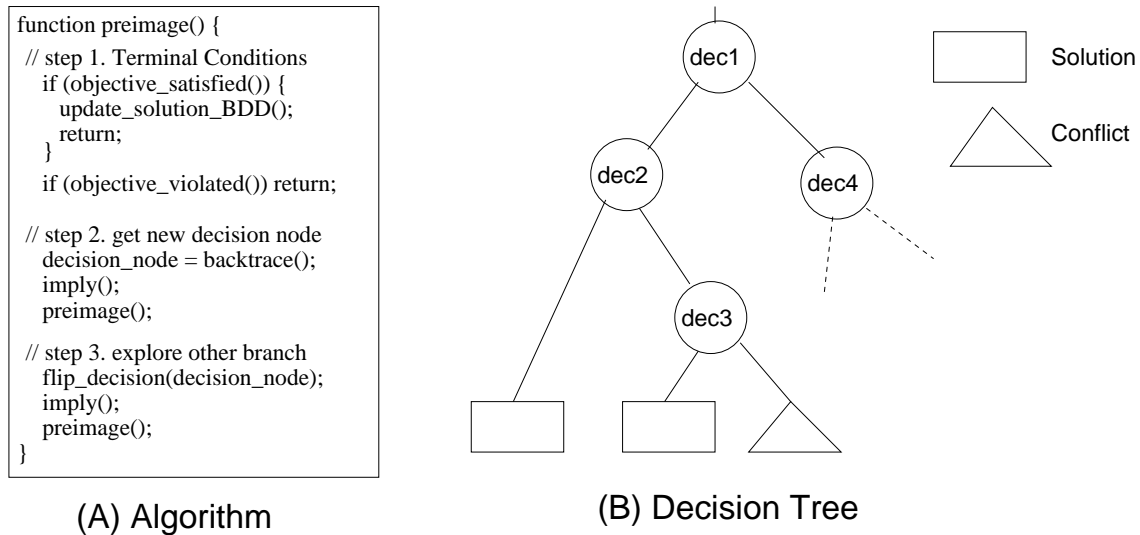 function preimage() {
// step 1. Terminal Conditions
if (objective_satisfied()) {
update_solution_BDD();
return;
}
if (objective_violated()) return;
// step 2. get new decision node
decision_node = backtrace();
imply();
preimage();
// step 3. explore other branch
flip_decision(decision_node);
imply();
preimage();
}
(A) Algorithm
dec1
dec2
dec4
dec3
Solution
Conflict
(B) Decision Tree